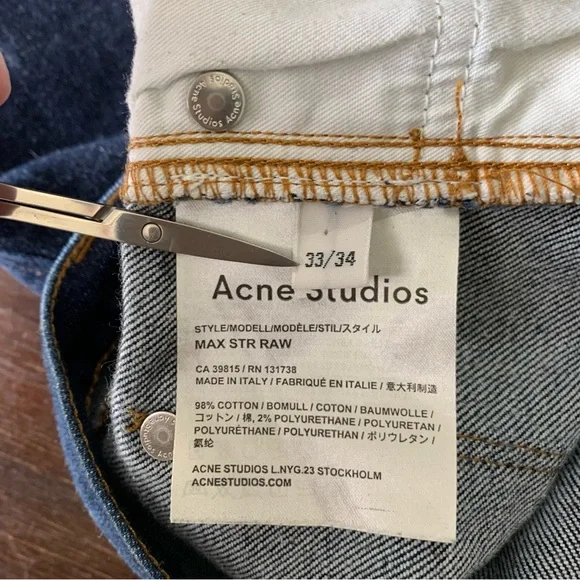 Acne Studios Acne Studios
33/34
Acne Studios
STYLE/MODELL/MODÈLE/STIL/スタイル
MAX STR RAW
CA 39815 / RN 131738
MADE IN ITALY / FABRIQUÉ EN ITALIE / 意大利制造
98% COTTON / BOMULL / COTON / BAUMWOLLE /
コットン / 棉, 2% POLYURETHANE / POLYURETAN /
POLYURÉTHANE / POLYURETHAN / ポリウレタン /
氨纶
ACNE STUDIOS L.NYG.23 STOCKHOLM
ACNESTUDIOS.COM
Acne Studios